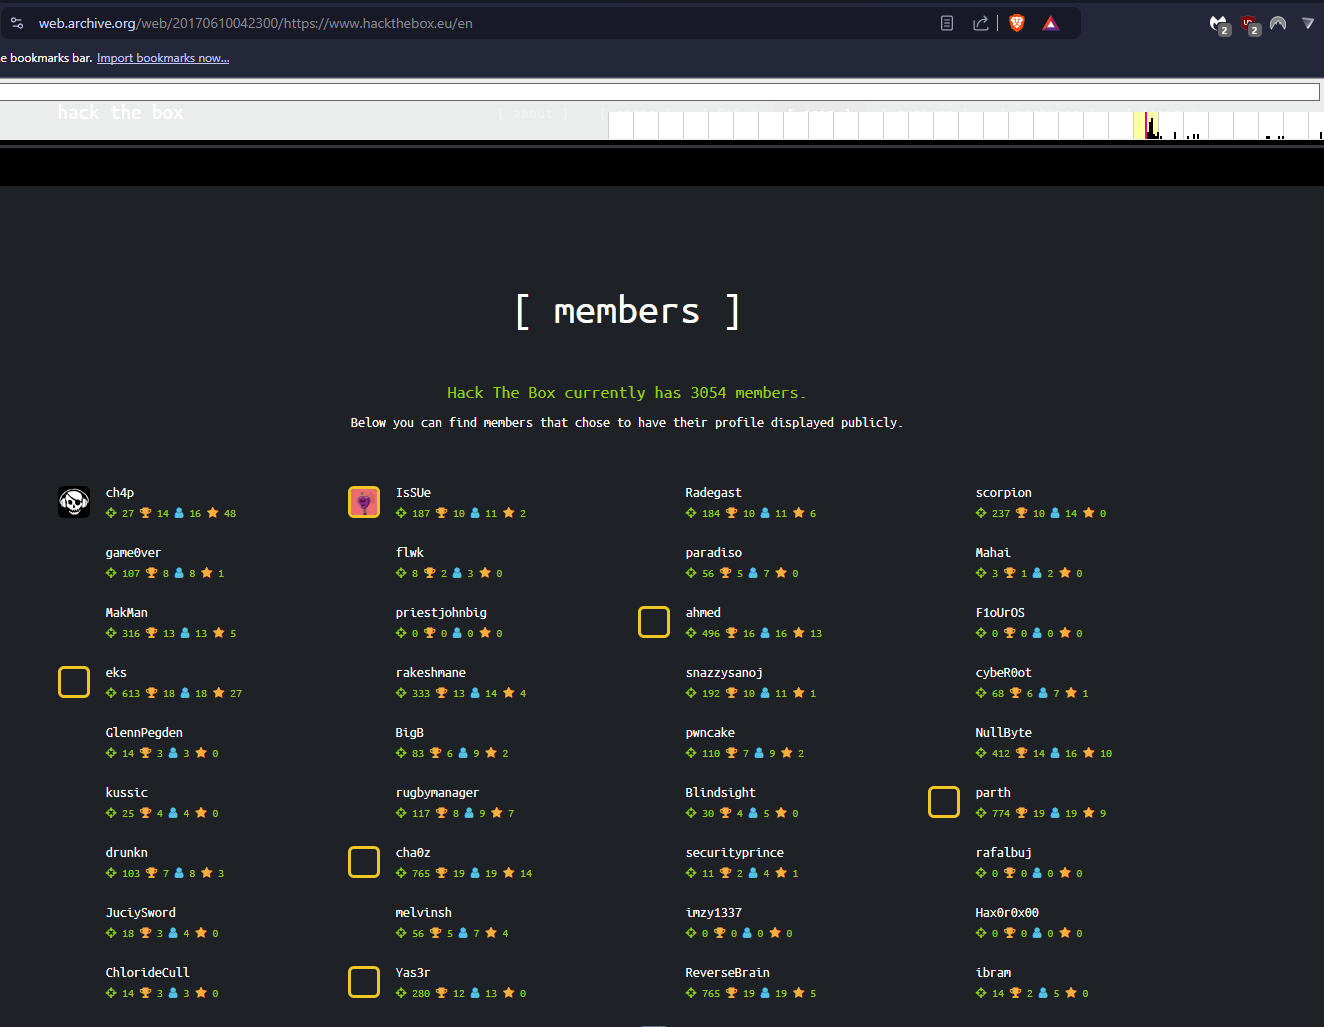 web.archive.org/web/20170610042300/https://www.hackthebox.eu/en
2 2
e bookmarks bar. Import bookmarks now...
hack the box [ about ]
[ members ]
Hack The Box currently has 3054 members.
Below you can find members that chose to have their profile displayed publicly.
ch4p IsSUe Radegast scorpion
27 14 16 48 187 10 11 2 184 10 11 6 237 10 14 0
game0ver flwk paradiso Mahai
107 8 8 1 8 2 3 0 56 5 7 0 3 1 2 0
MakMan priestjohnbig ahmed F1oUrOS
316 13 13 5 0 0 0 0 496 16 16 13 0 0 0 0
eks rakeshmane snazzysanoj cybeR0ot
613 18 18 27 333 13 14 4 192 10 11 1 68 6 7 1
GlennPegden BigB pwncake NullByte
14 3 3 0 83 6 9 2 110 7 9 2 412 14 16 10
kussic rugbymanager Blindsight parth
25 4 4 0 117 8 9 7 30 4 5 0 774 19 19 9
drunkn cha0z securityprince rafalbuj
103 7 8 3 765 19 19 14 11 2 4 1 0 0 0 0
JuciySword melvinsh imzy1337 Hax0r0x00
18 3 4 0 56 5 7 4 0 0 0 0 0 0 0 0
ChlorideCull Yas3r ReverseBrain ibram
14 3 3 0 280 12 13 0 765 19 19 5 14 2 5 0